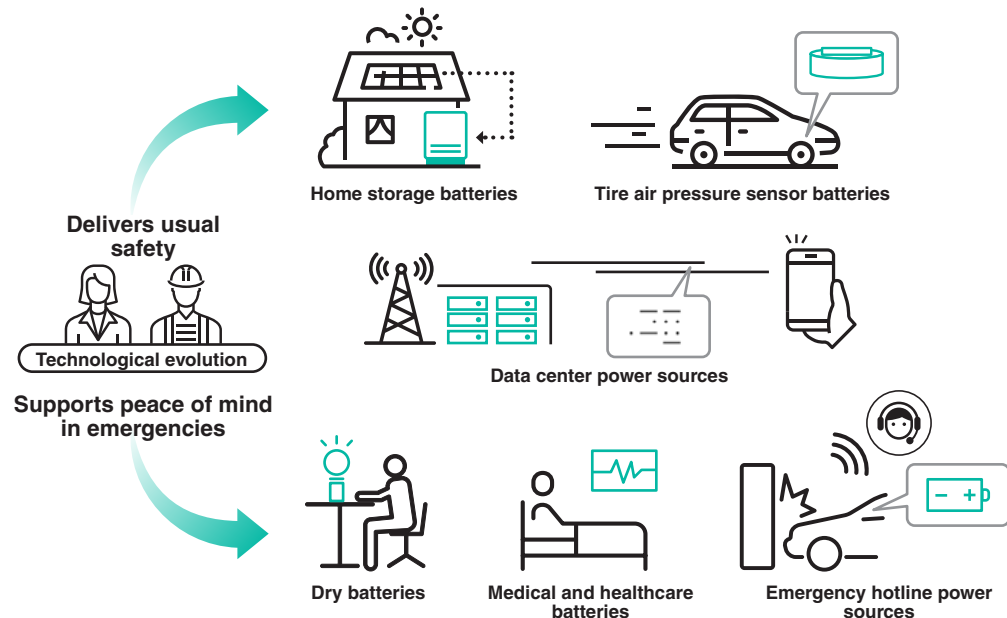 Delivers usual
safety
Technological evolution
Supports peace of mind
in emergencies
Home storage batteries
Tire air pressure sensor batteries
Data center power sources
Dry batteries
Medical and healthcare
batteries
Emergency hotline power
sources